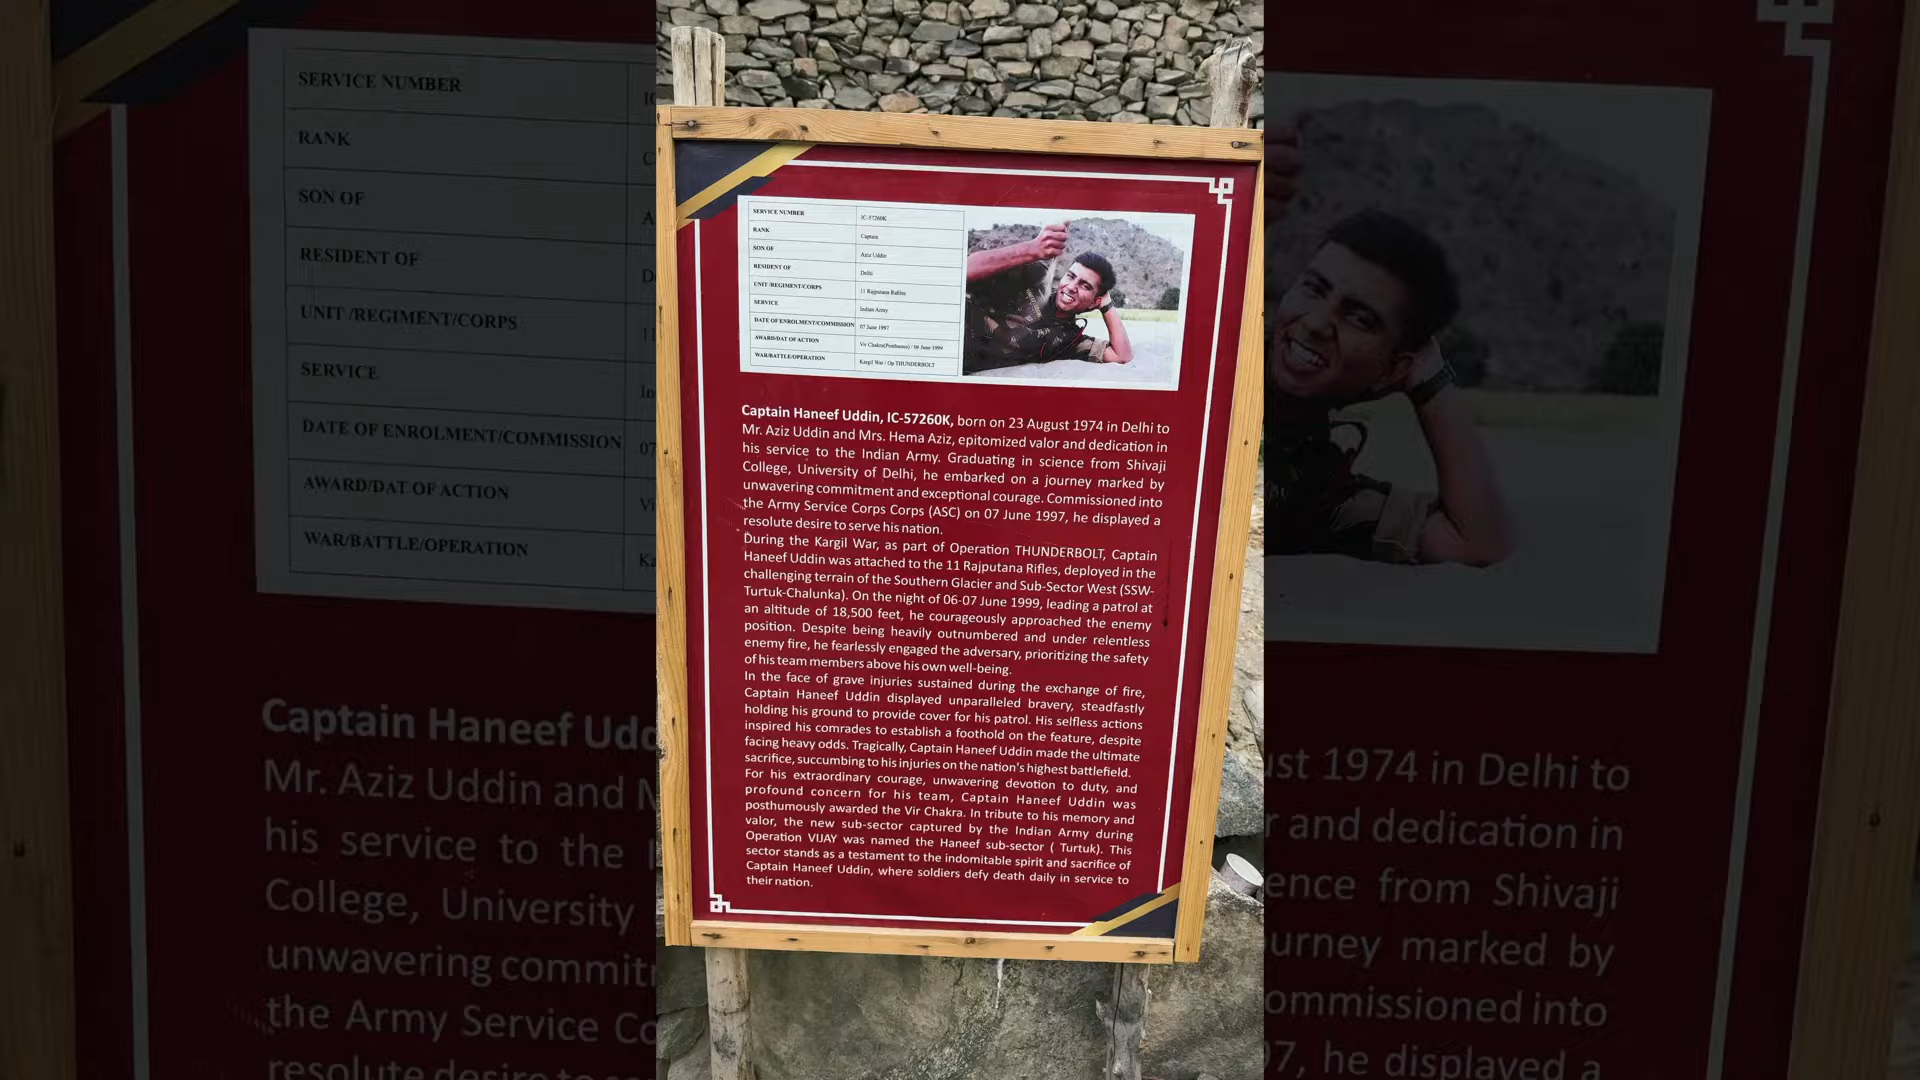 SERVICE NUMBER IC-57260K
RANK Captain
SON OF Aziz Uddin
RESIDENT OF Delhi
UNIT /REGIMENT/CORPS 11 Rajputana Rafiles
SERVICE Indian Army
DATE OF ENROLMENT/COMMISSION 07 June 1997
AWARD/DAT OF ACTION Vir Chakra(Posthumous) / 06 June 1999
WAR/BATTLE/OPERATION Kargil War / Op THUNDERBOLT
Captain Haneef Uddin, IC-57260K, born on 23 August 1974 in Delhi to
Mr. Aziz Uddin and Mrs. Hema Aziz, epitomized valor and dedication in
his service to the Indian Army. Graduating in science from Shivaji
College, University of Delhi, he embarked on a journey marked by
unwavering commitment and exceptional courage. Commissioned into
the Army Service Corps Corps (ASC) on 07 June 1997, he displayed a
resolute desire to serve his nation.
During the Kargil War, as part of Operation THUNDERBOLT, Captain
Haneef Uddin was attached to the 11 Rajputana Rifles, deployed in the
challenging terrain of the Southern Glacier and Sub-Sector West (SSW-
Turtuk-Chalunka). On the night of 06-07 June 1999, leading a patrol at
an altitude of 18,500 feet, he courageously approached the enemy
position. Despite being heavily outnumbered and under relentless
enemy fire, he fearlessly engaged the adversary, prioritizing the safety
of his team members above his own well-being.
In the face of grave injuries sustained during the exchange of fire,
Captain Haneef Uddin displayed unparalleled bravery, steadfastly
holding his ground to provide cover for his patrol. His selfless actions
inspired his comrades to establish a foothold on the feature, despite
facing heavy odds. Tragically, Captain Haneef Uddin made the ultimate
sacrifice, succumbing to his injuries on the nation's highest battlefield.
For his extraordinary courage, unwavering devotion to duty, and
profound concern for his team, Captain Haneef Uddin was
posthumously awarded the Vir Chakra. In tribute to his memory and
valor, the new sub-sector captured by the Indian Army during
Operation VIJAY was named the Haneef sub-sector ( Turtuk). This
sector stands as a testament to the indomitable spirit and sacrifice of
Captain Haneef Uddin, where soldiers defy death daily in service to
their nation.